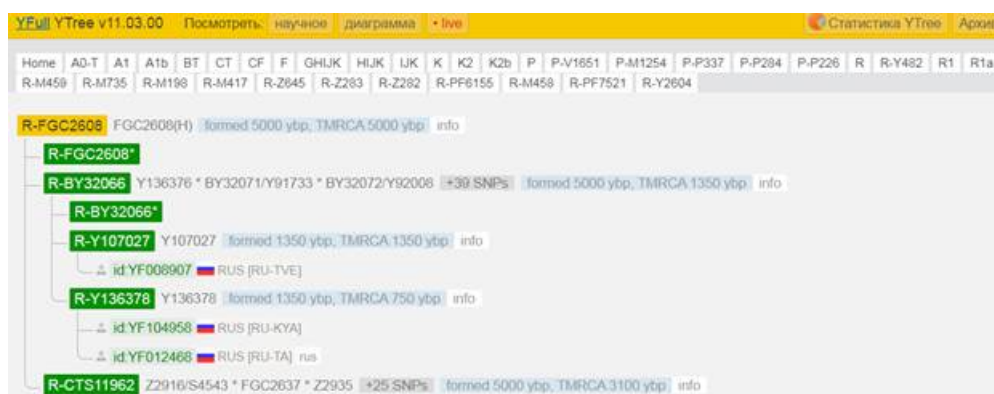 YFull YTree v11.03.00 Посмотреть: научное диаграмма • live Статистика YTree
Home A0-T A1 A1b BT CT CF F GHIJK HIJK IJK K K2 K2b P P-V1651 P-M1254 P-P337 P-P284 P-P226 R R-Y482 R1 R1a
R-M459 R-M735 R-M198 R-M417 R-Z645 R-Z283 R-Z282 R-PF6155 R-M458 R-PF7521 R-Y2604
R-FGC2608 FGC2608(H) formed 5000 ybp, TMRCA 5000 ybp info
R-FGC2608*
R-BY32066 Y136376 * BY32071/Y91733 * BY32072/Y92008 +39 SNPs formed 5000 ybp, TMRCA 1350 ybp info
R-BY32066*
R-Y107027 Y107027 formed 1350 ybp, TMRCA 1350 ybp info
id:YF008907 RUS [RU-TVE]
R-Y136378 Y136378 formed 1350 ybp, TMRCA 750 ybp info
id:YF104958 RUS [RU-KYA]
id:YF012468 RUS [RU-TA] rus
R-CTS11962 Z2916/S4543 * FGC2637 * Z2935 +25 SNPs formed 5000 ybp, TMRCA 3100 ybp info